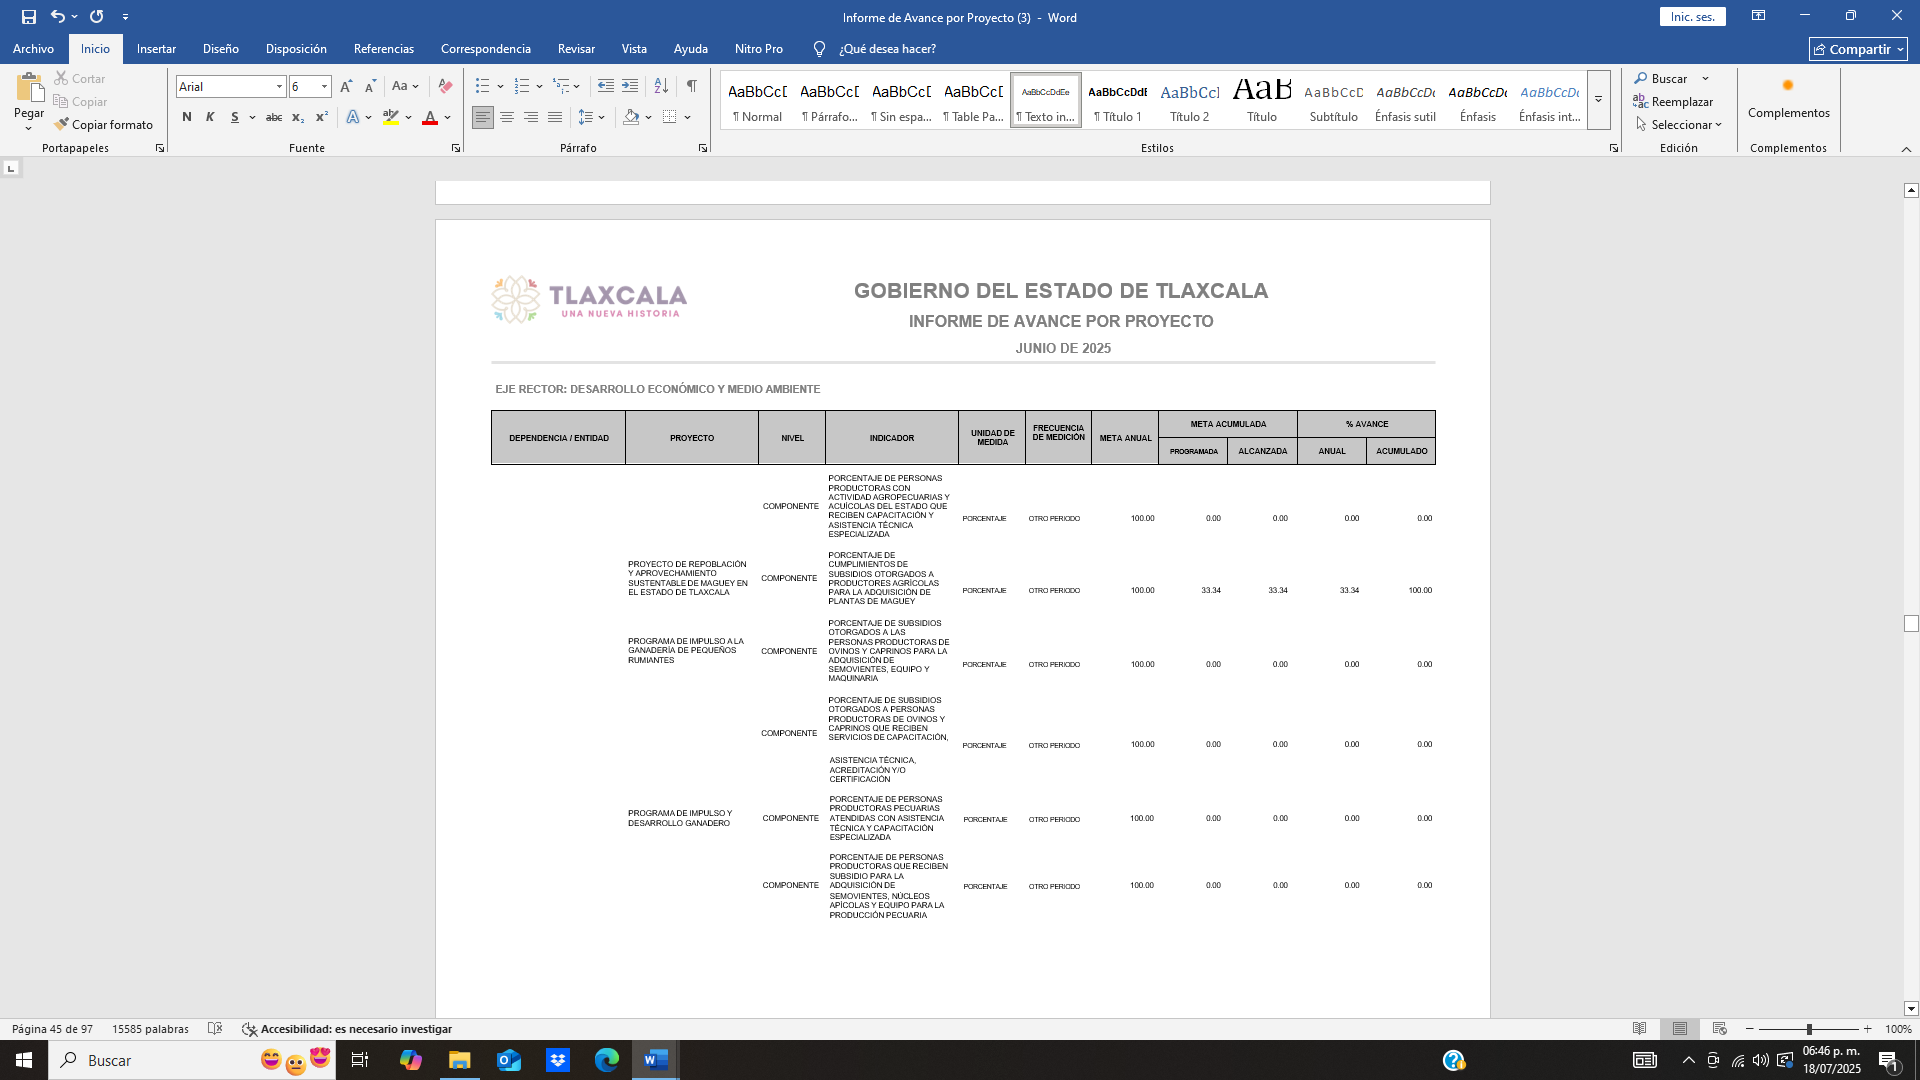 Informe de Avance por Proyecto (3) - Word
Inic. ses.
Archivo Inicio Insertar Diseño Disposición Referencias Correspondencia Revisar Vista Ayuda Nitro Pro ¿Qué desea hacer? Compartir
Pegar
Cortar
Copiar
Copiar formato
Portapapeles
Arial 6
Aa
N K S abc x₂ x²
Fuente
Párrafo
AaBbCcI AaBbCcI AaBbCcI AaBbCcI AaBbCcDdEe AaBbCcDdE AaBbCcI AaB AaBbCcD AaBbCcDc AaBbCcDc AaBbCcDc
¶ Normal ¶ Párrafo... ¶ Sin espa... ¶ Table Pa... ¶ Texto in... ¶ Título 1 Título 2 Título Subtítulo Énfasis sutil Énfasis Énfasis int...
Estilos
Buscar
Reemplazar
Seleccionar
Edición
Complementos
Complementos
TLAXCALA
UNA NUEVA HISTORIA
GOBIERNO DEL ESTADO DE TLAXCALA
INFORME DE AVANCE POR PROYECTO
JUNIO DE 2025
EJE RECTOR: DESARROLLO ECONÓMICO Y MEDIO AMBIENTE
DEPENDENCIA / ENTIDAD PROYECTO NIVEL INDICADOR UNIDAD DE MEDIDA FRECUENCIA DE MEDICIÓN META ANUAL META ACUMULADA % AVANCE
PROGRAMADA ALCANZADA ANUAL ACUMULADO
PORCENTAJE DE PERSONAS
PRODUCTORAS CON
ACTIVIDAD AGROPECUARIAS Y
ACUÍCOLAS DEL ESTADO QUE
RECIBEN CAPACITACIÓN Y
ASISTENCIA TÉCNICA
ESPECIALIZADA
COMPONENTE PORCENTAJE OTRO PERIODO 100.00 0.00 0.00 0.00 0.00
PROYECTO DE REPOBLACIÓN
Y APROVECHAMIENTO
SUSTENTABLE DE MAGUEY EN
EL ESTADO DE TLAXCALA
COMPONENTE
PORCENTAJE DE
CUMPLIMIENTOS DE
SUBSIDIOS OTORGADOS A
PRODUCTORES AGRÍCOLAS
PARA LA ADQUISICIÓN DE
PLANTAS DE MAGUEY
PORCENTAJE OTRO PERIODO 100.00 33.34 33.34 33.34 100.00
PROGRAMA DE IMPULSO A LA
GANADERÍA DE PEQUEÑOS
RUMIANTES
COMPONENTE
PORCENTAJE DE SUBSIDIOS
OTORGADOS A LAS
PERSONAS PRODUCTORAS DE
OVINOS Y CAPRINOS PARA LA
ADQUISICIÓN DE
SEMOVIENTES, EQUIPO Y
MAQUINARIA
PORCENTAJE OTRO PERIODO 100.00 0.00 0.00 0.00 0.00
COMPONENTE
PORCENTAJE DE SUBSIDIOS
OTORGADOS A PERSONAS
PRODUCTORAS DE OVINOS Y
CAPRINOS QUE RECIBEN
SERVICIOS DE CAPACITACIÓN,
ASISTENCIA TÉCNICA,
ACREDITACIÓN Y/O
CERTIFICACIÓN
PORCENTAJE OTRO PERIODO 100.00 0.00 0.00 0.00 0.00
PROGRAMA DE IMPULSO Y
DESARROLLO GANADERO
COMPONENTE
PORCENTAJE DE PERSONAS
PRODUCTORAS PECUARIAS
ATENDIDAS CON ASISTENCIA
TÉCNICA Y CAPACITACIÓN
ESPECIALIZADA
PORCENTAJE OTRO PERIODO 100.00 0.00 0.00 0.00 0.00
COMPONENTE
PORCENTAJE DE PERSONAS
PRODUCTORAS QUE RECIBEN
SUBSIDIO PARA LA
ADQUISICIÓN DE
SEMOVIENTES, NÚCLEOS
APÍCOLAS Y EQUIPO PARA LA
PRODUCCIÓN PECUARIA
PORCENTAJE OTRO PERIODO 100.00 0.00 0.00 0.00 0.00
Página 45 de 97 15585 palabras Accesibilidad: es necesario investigar 100%
Buscar
06:46 p. m.
18/07/2025
1